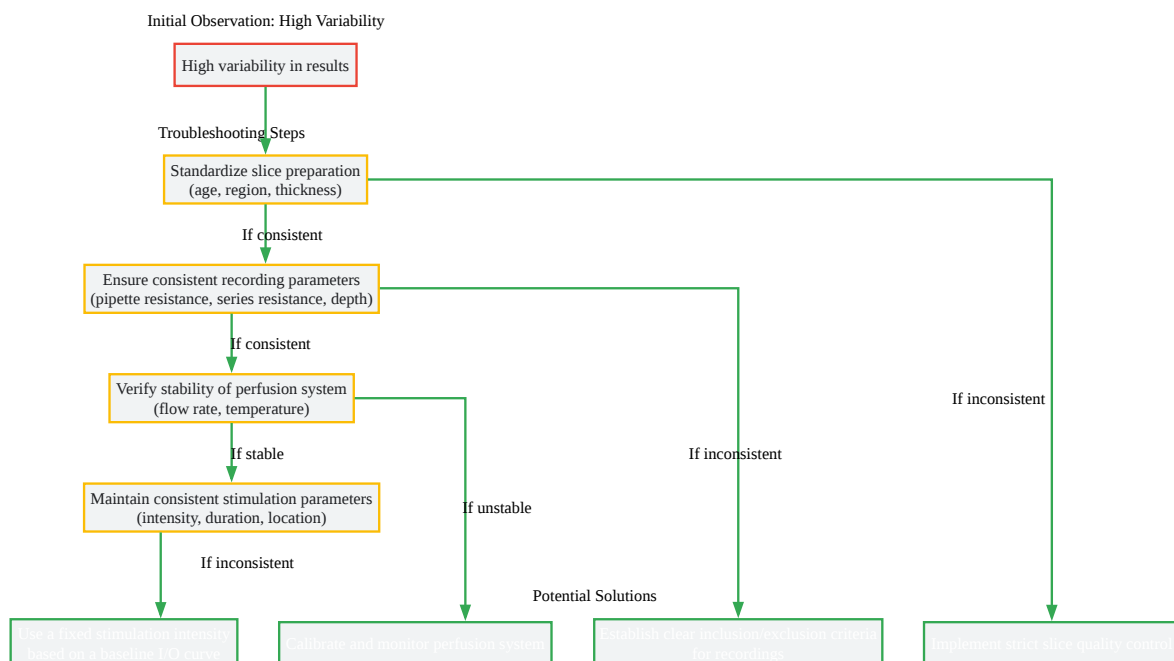 Initial Observation: High Variability
High variability in results
Troubleshooting Steps
Standardize slice preparation
(age, region, thickness)
If consistent
Ensure consistent recording parameters
(pipette resistance, series resistance, depth)
If consistent
Verify stability of perfusion system
(flow rate, temperature)
If inconsistent
If stable
If inconsistent
Maintain consistent stimulation parameters
(intensity, duration, location)
If unstable
If inconsistent
Potential Solutions
Use a fixed stimulation intensity
based on a baseline I/O curve
Calibrate and monitor perfusion system
Establish clear inclusion/exclusion criteria
for recordings
Implement strict slice quality control